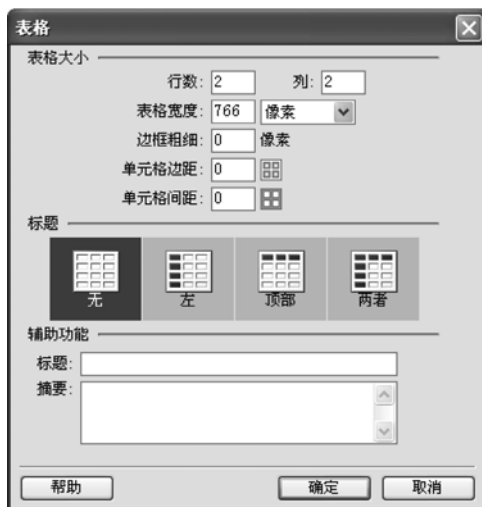 表格
表格大小
行数: 2 列: 2
表格宽度: 766 像素
边框粗细: 0 像素
单元格边距: 0
单元格间距: 0
标题
无 左 顶部 两者
辅助功能
标题:
摘要:
帮助 确定 取消